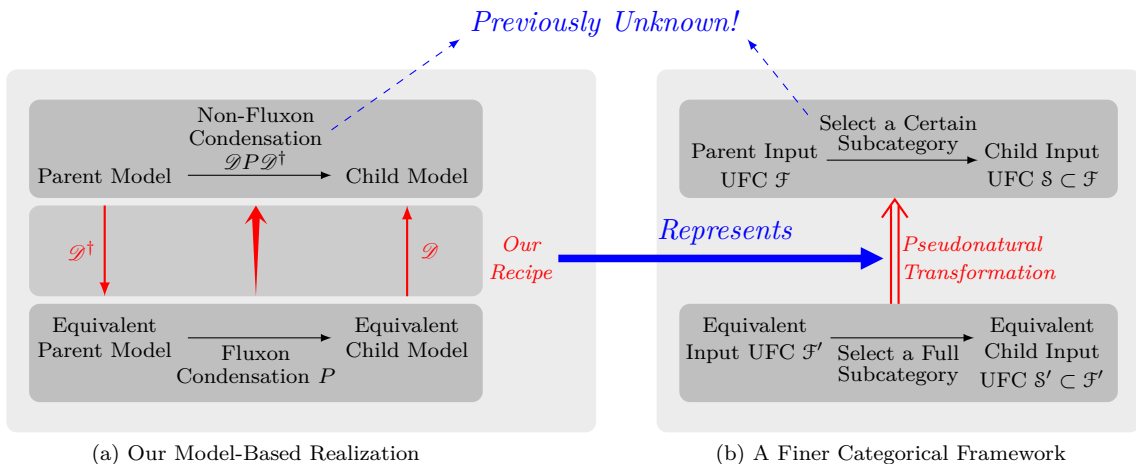 Previously Unknown!
Non-Fluxon
Condensation
𝒟P𝒟†
Parent Model
Child Model
𝒟†
𝒟
Our
Recipe
Equivalent
Parent Model
Fluxon
Condensation P
Equivalent
Child Model
(a) Our Model-Based Realization
Represents
Select a Certain
Subcategory
Parent Input
UFC ℱ
Child Input
UFC 𝒮 ⊂ ℱ
Pseudonatural
Transformation
Equivalent
Input UFC ℱ′
Select a Full
Subcategory
Equivalent
Child Input
UFC 𝒮′ ⊂ ℱ′
(b) A Finer Categorical Framework